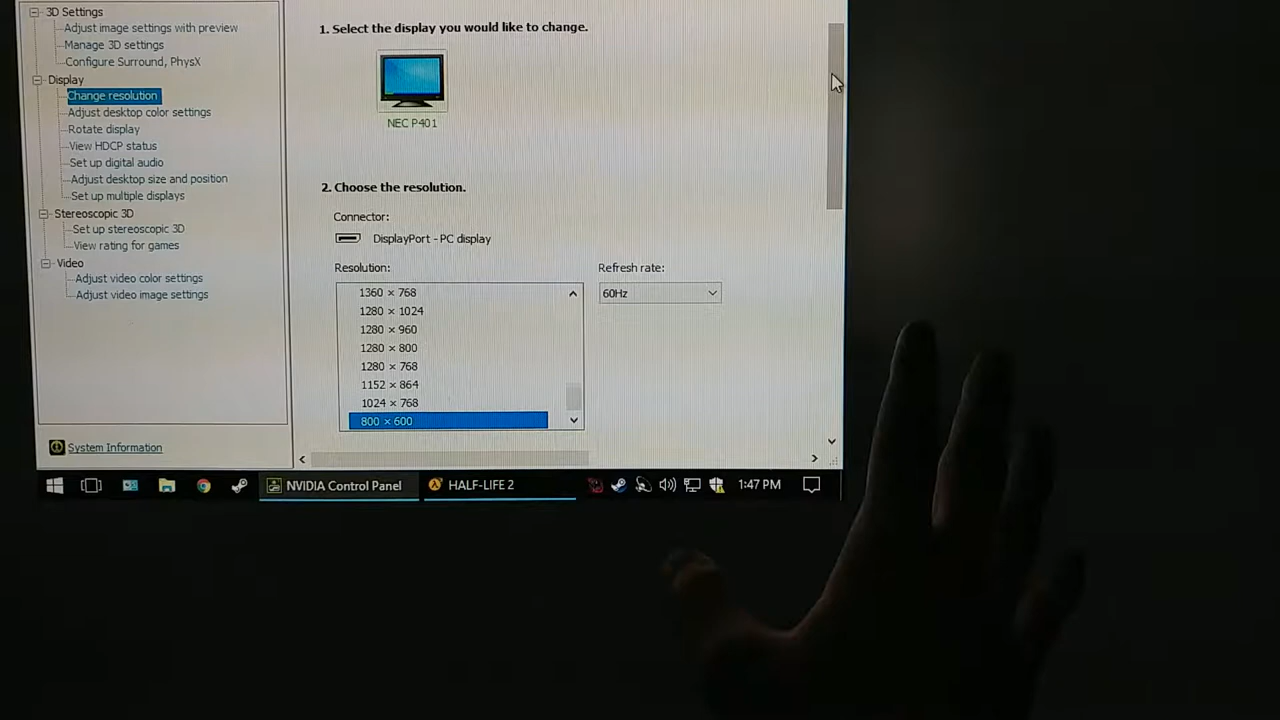 3D Settings
Adjust image settings with preview
Manage 3D settings
Configure Surround, PhysX
Display
Change resolution
Adjust desktop color settings
Rotate display
View HDCP status
Set up digital audio
Adjust desktop size and position
Set up multiple displays
Stereoscopic 3D
Set up stereoscopic 3D
View rating for games
Video
Adjust video color settings
Adjust video image settings
System Information
1. Select the display you would like to change.
NEC P401
2. Choose the resolution.
Connector:
DisplayPort - PC display
Resolution:
1360 × 768
1280 × 1024
1280 × 960
1280 × 800
1280 × 768
1152 × 864
1024 × 768
800 × 600
Refresh rate:
60Hz
NVIDIA Control Panel
HALF-LIFE 2
1:47 PM